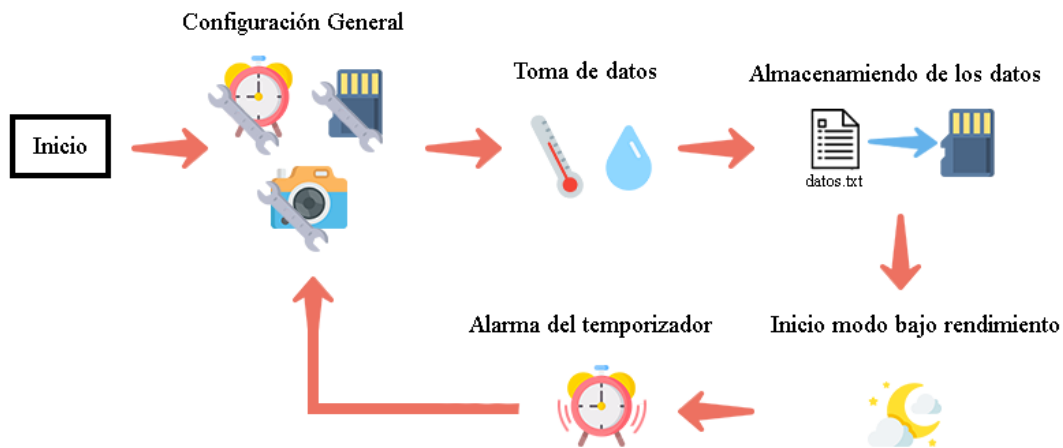 Configuración General
Toma de datos
Almacenamiendo de los datos
Inicio
datos.txt
Alarma del temporizador
Inicio modo bajo rendimiento